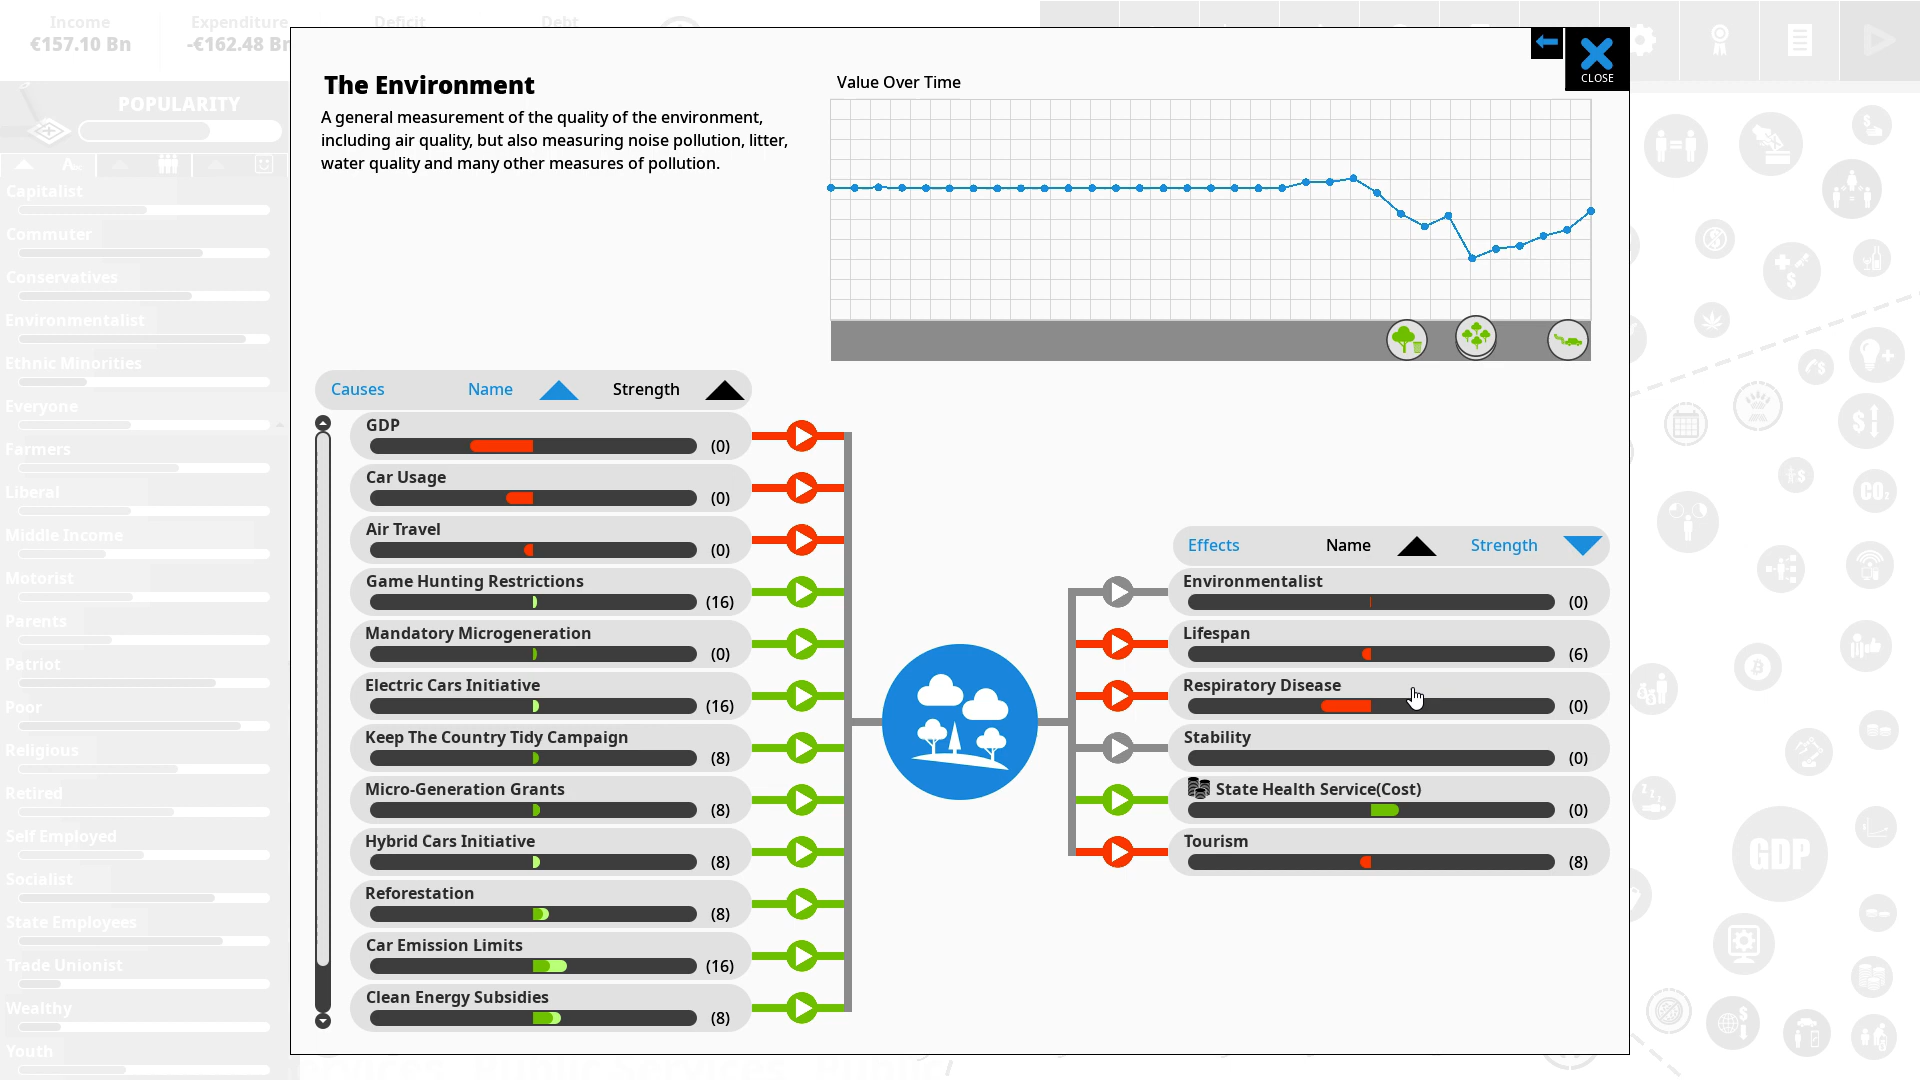 Income
Expenditure
Deficit
Debt
€157.10 Bn
-€162.48 Bn
POPULARITY
Capitalist
Commuter
Conservatives
Environmentalist
Ethnic Minorities
Everyone
Farmers
Liberal
Middle Income
Motorist
Parents
Patriot
Poor
Religious
Retired
Self Employed
Socialist
State Employees
Trade Unionist
Wealthy
Youth
The Environment
A general measurement of the quality of the environment,
including air quality, but also measuring noise pollution, litter,
water quality and many other measures of pollution.
Value Over Time
CLOSE
Causes Name Strength
GDP
(0)
Car Usage
(0)
Air Travel
(0)
Game Hunting Restrictions
(16)
Mandatory Microgeneration
(0)
Electric Cars Initiative
(16)
Keep The Country Tidy Campaign
(8)
Micro-Generation Grants
(8)
Hybrid Cars Initiative
(8)
Reforestation
(8)
Car Emission Limits
(16)
Clean Energy Subsidies
(8)
Effects Name Strength
Environmentalist
(0)
Lifespan
(6)
Respiratory Disease
(0)
Stability
(0)
State Health Service(Cost)
(0)
Tourism
(8)
CO₂
GDP
Public Services